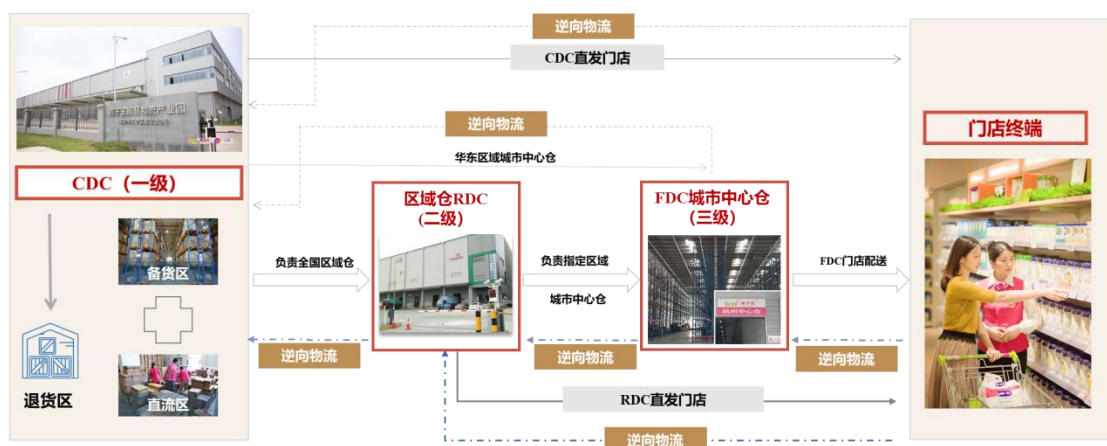 逆向物流
CDC直发门店
逆向物流
华东区域城市中心仓
门店终端
CDC（一级）
区域仓RDC
(二级)
FDC城市中心仓
(三级)
备货区
负责全国区域仓
负责指定区域
城市中心仓
FDC门店配送
杭州中心仓
逆向物流
逆向物流
逆向物流
退货区
直流区
RDC直发门店
逆向物流